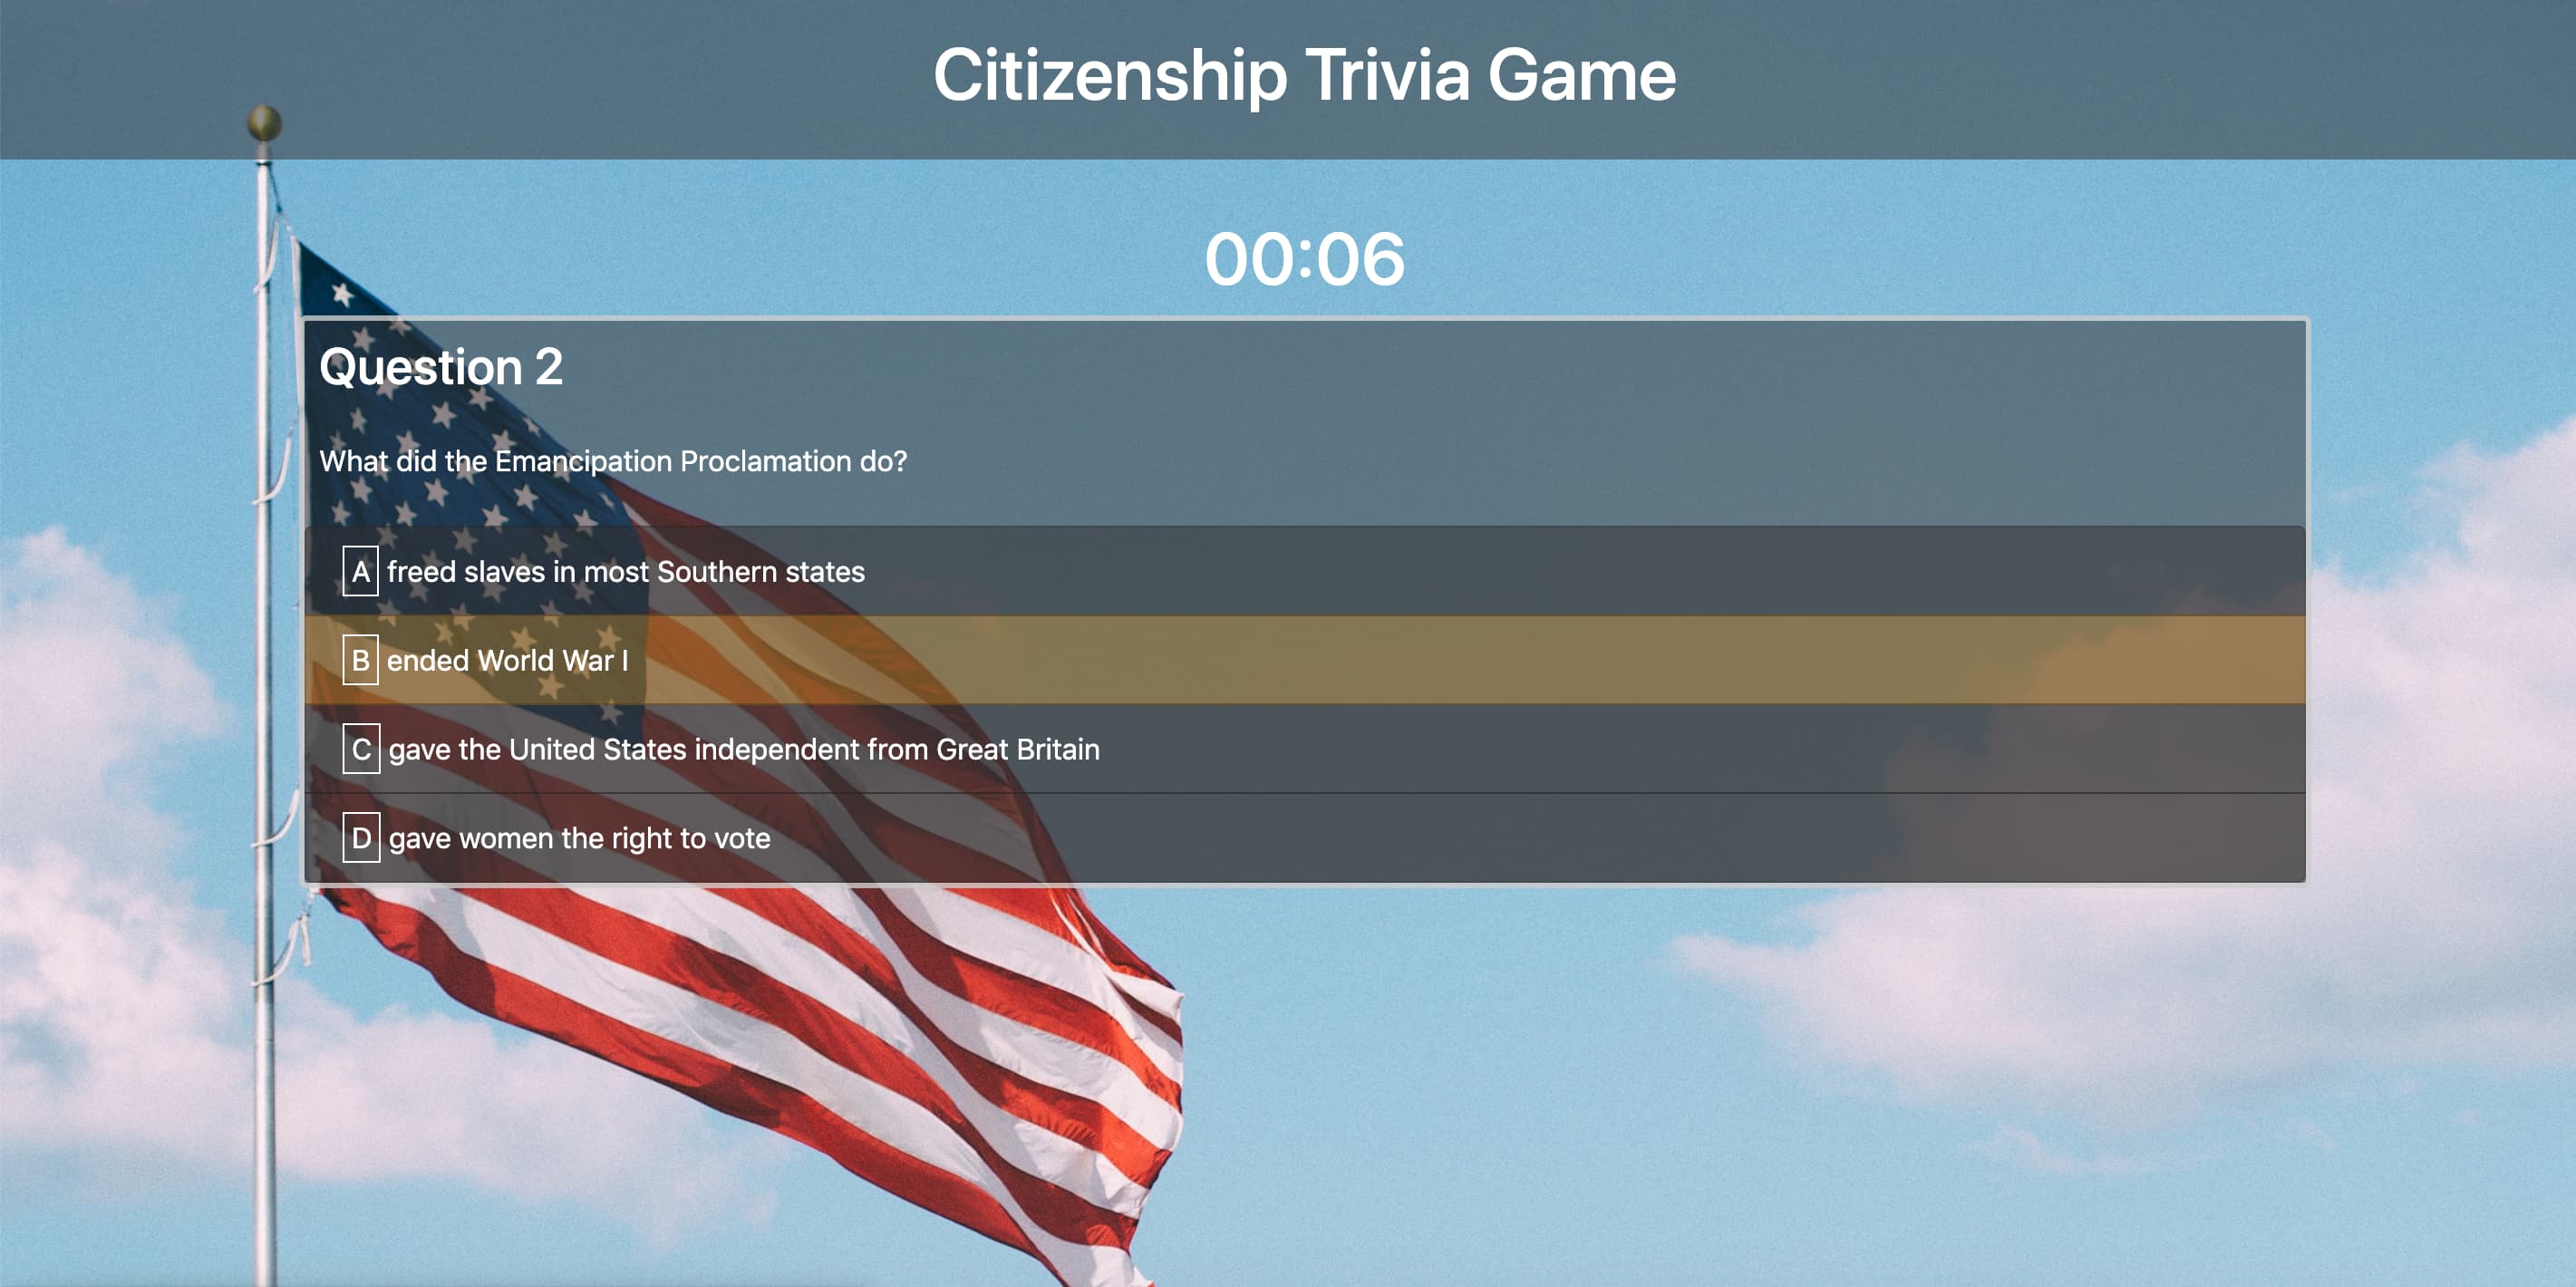 Citizenship Trivia Game
00:06
Question 2
What did the Emancipation Proclamation do?
A freed slaves in most Southern states
B ended World War I
C gave the United States independent from Great Britain
D gave women the right to vote